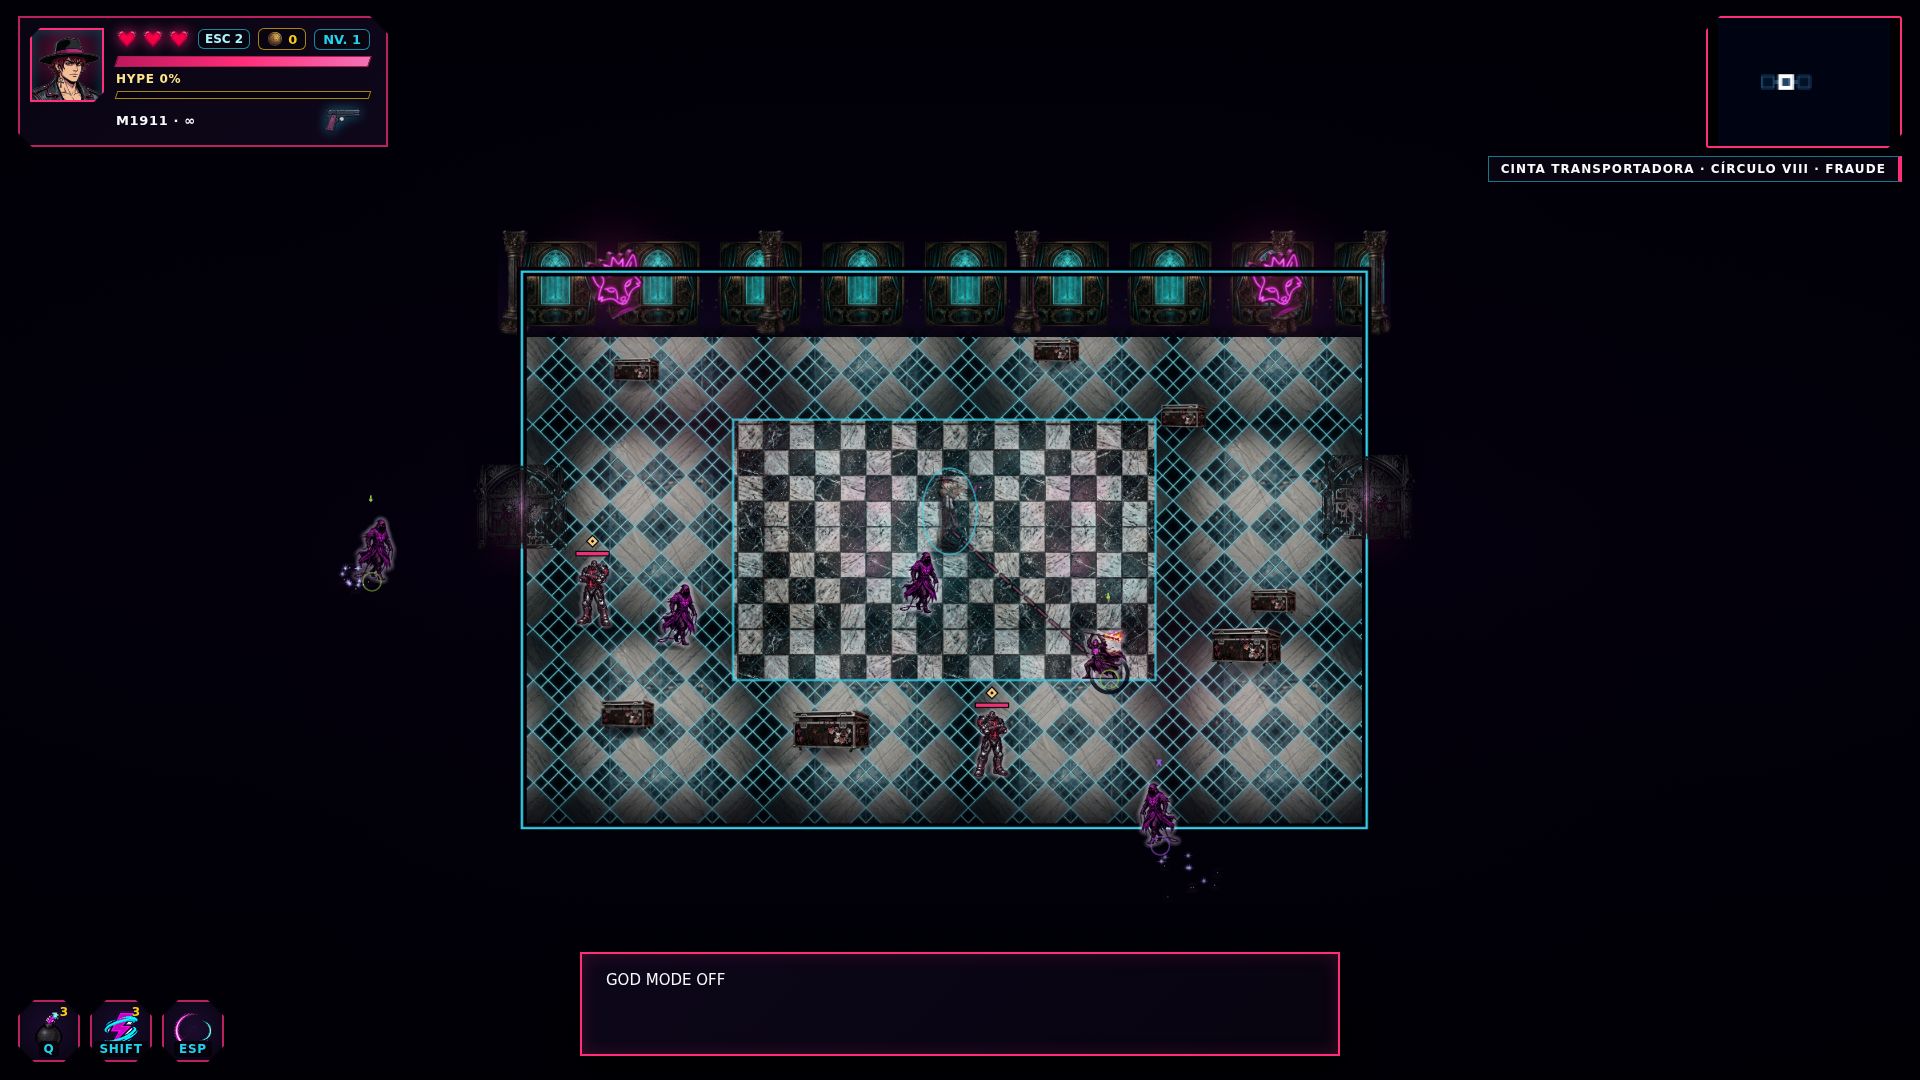 ESC 2
0
NV. 1
HYPE 0%
M1911 · ∞
CINTA TRANSPORTADORA · CÍRCULO VIII · FRAUDE
GOD MODE OFF
3
Q
3
SHIFT
ESP